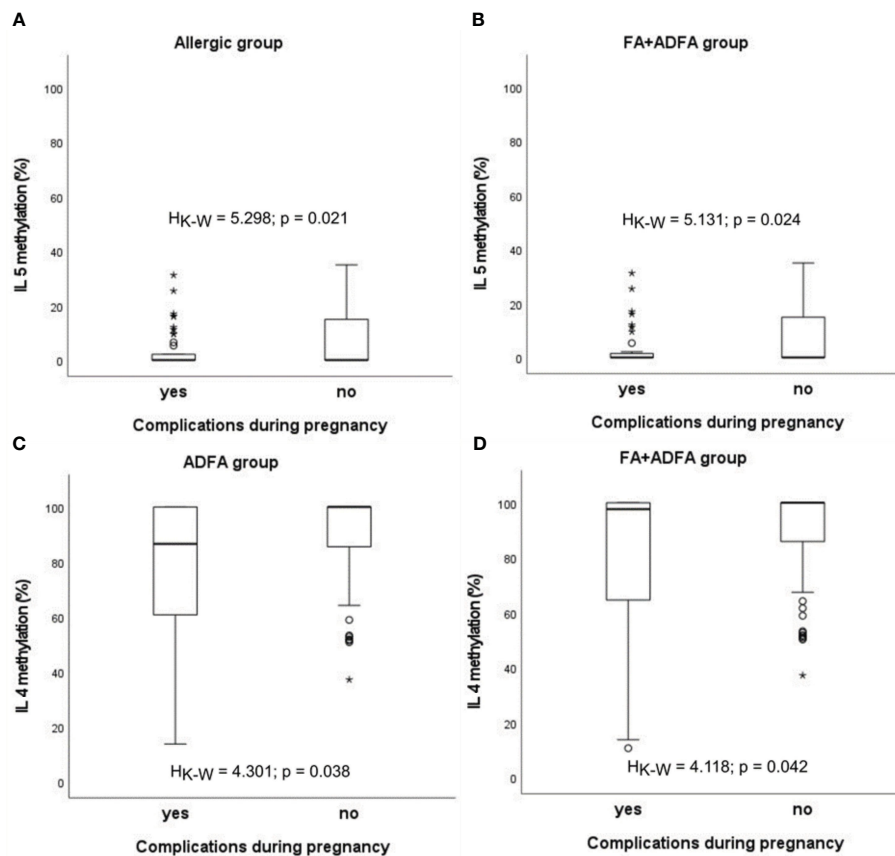 A
Allergic group
IL 5 methylation (%)
100
80
60
40
20
0
HK-W = 5.298; p = 0.021
yes
no
Complications during pregnancy
B
FA+ADFA group
IL 5 methylation (%)
100
80
60
40
20
0
HK-W = 5.131; p = 0.024
yes
no
Complications during pregnancy
C
ADFA group
IL 4 methylation (%)
100
80
60
40
20
0
HK-W = 4.301; p = 0.038
yes
no
Complications during pregnancy
D
FA+ADFA group
IL 4 methylation (%)
100
80
60
40
20
0
HK-W = 4.118; p = 0.042
yes
no
Complications during pregnancy